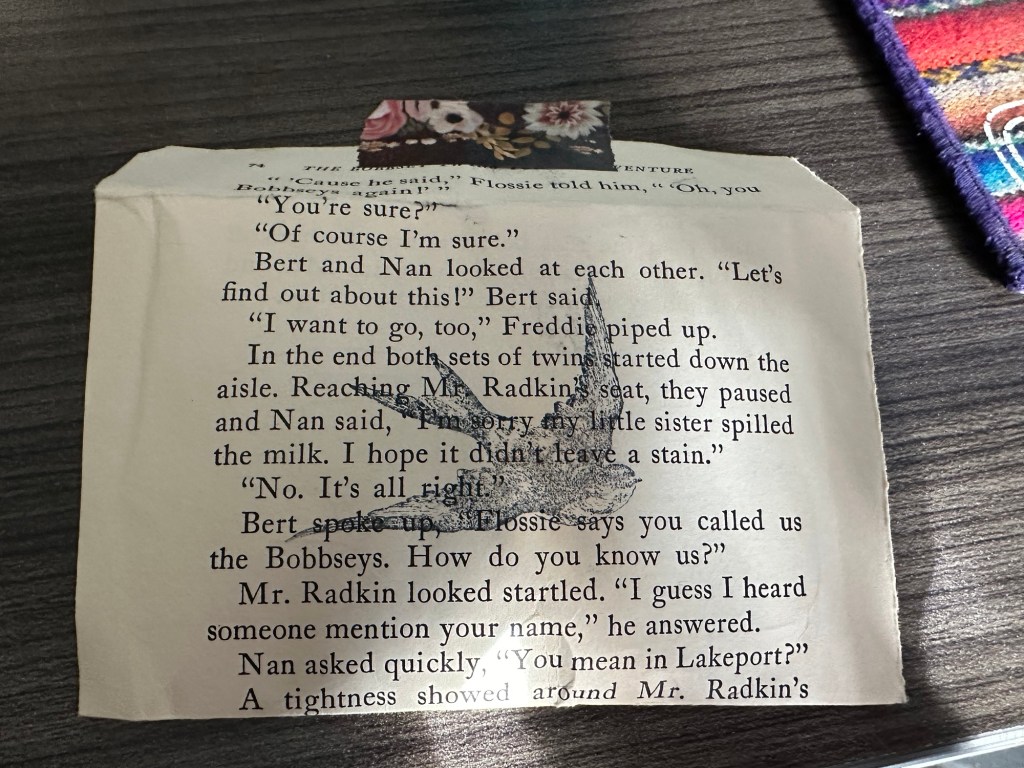 74 THE VENTURE
“ 'Cause he said,” Flossie told him, “ 'Oh, you
Bobbseys again!' ”
“You're sure?”
“Of course I'm sure.”
Bert and Nan looked at each other. “Let's
find out about this!” Bert said.
“I want to go, too,” Freddie piped up.
In the end both sets of twins started down the
aisle. Reaching Mr. Radkin's seat, they paused
and Nan said, “I'm sorry my little sister spilled
the milk. I hope it didn't leave a stain.”
“No. It's all right.”
Bert spoke up, “Flossie says you called us
the Bobbseys. How do you know us?”
Mr. Radkin looked startled. “I guess I heard
someone mention your name,” he answered.
Nan asked quickly, “You mean in Lakeport?”
A tightness showed around Mr. Radkin's